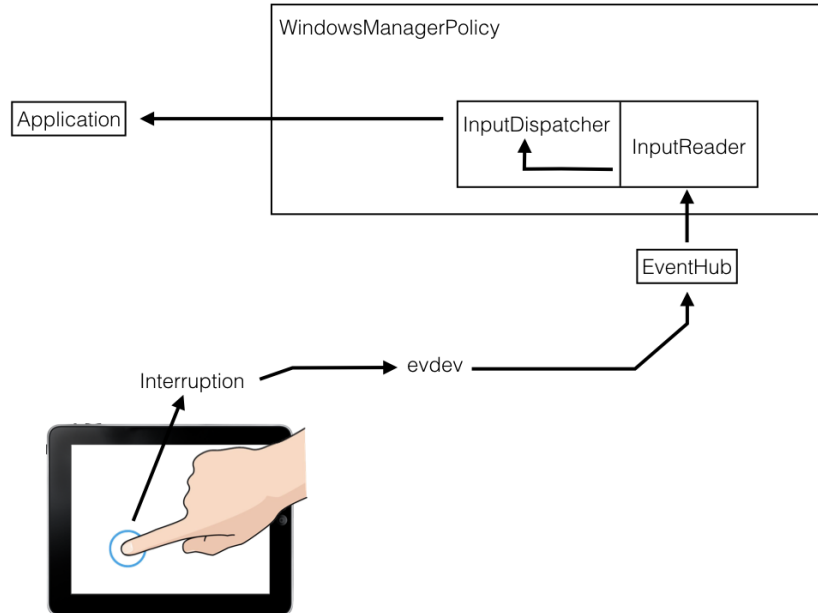 WindowsManagerPolicy
Application
InputDispatcher
InputReader
EventHub
evdev
Interruption